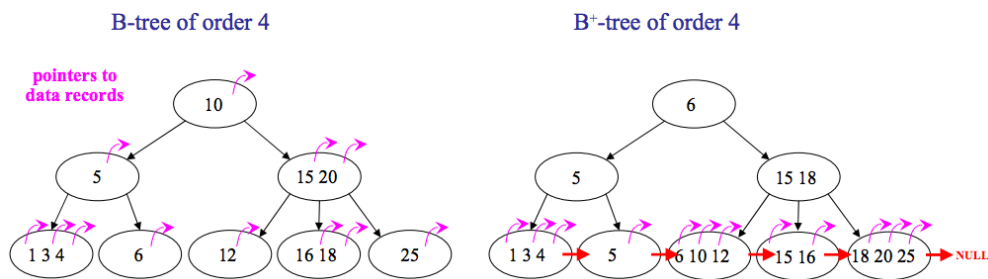 B-tree of order 4
B⁺-tree of order 4
pointers to
data records
10
6
5
15 20
5
15 18
1 3 4
6
12
16 18
25
1 3 4
5
6 10 12
15 16
18 20 25
NULL